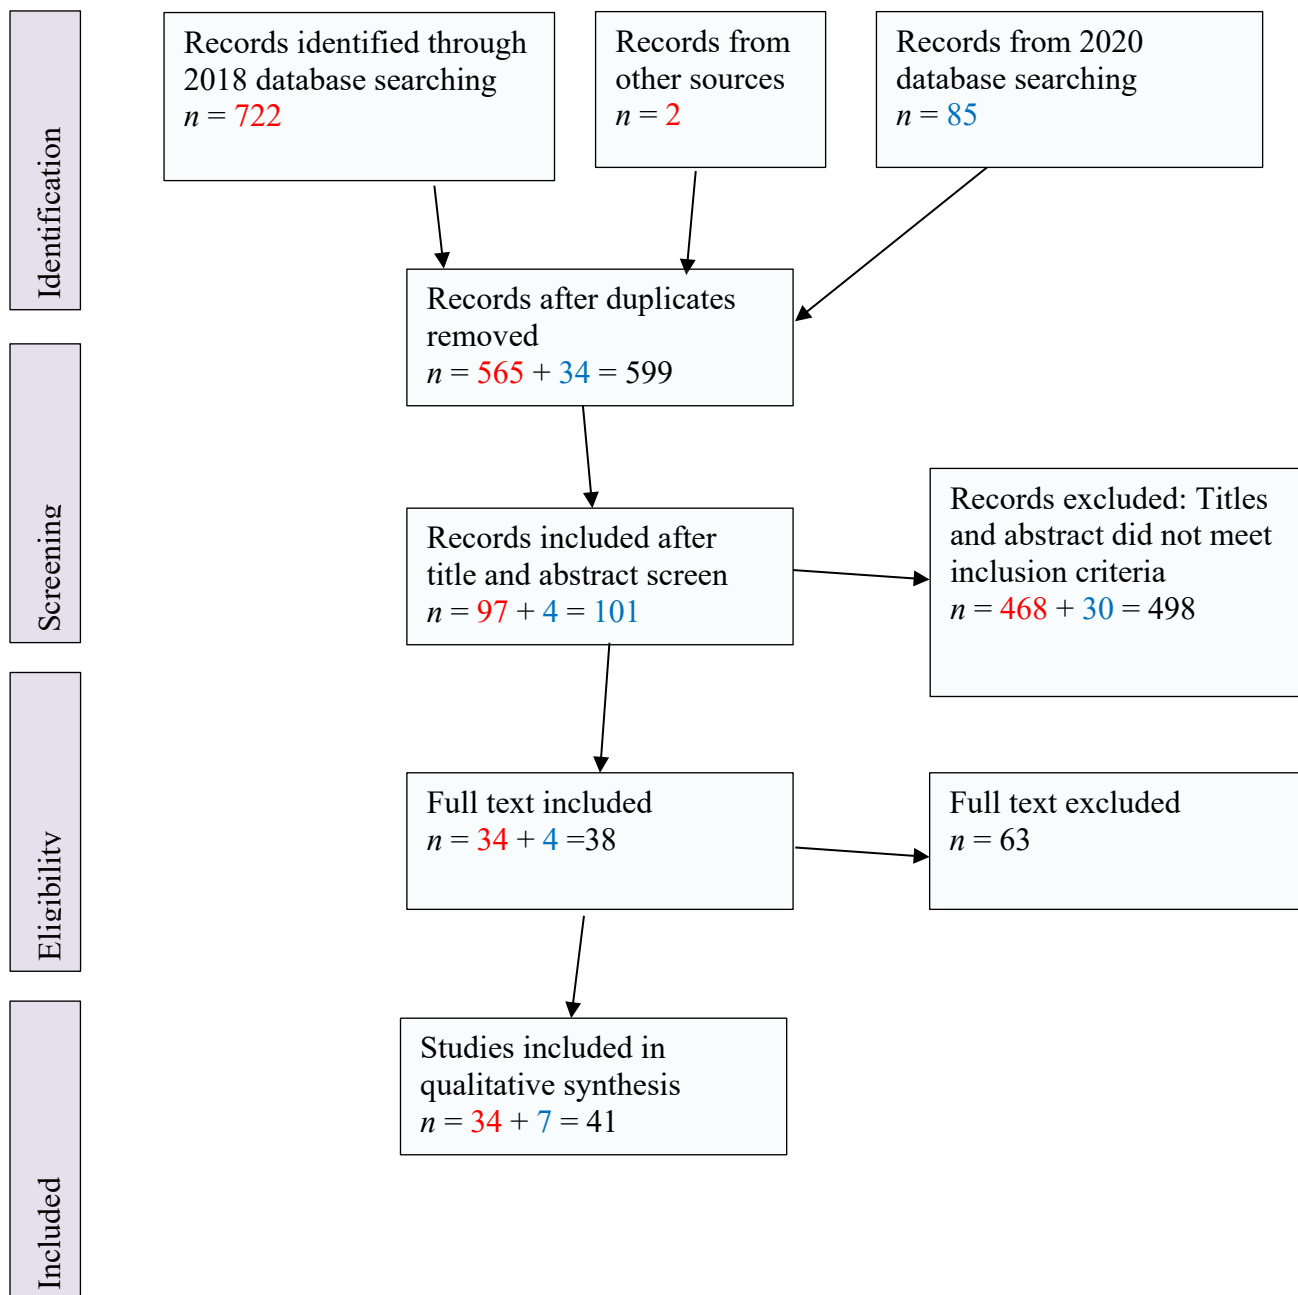 Identification
Records identified through
2018 database searching
n = 722
Records from
other sources
n = 2
Records from 2020
database searching
n = 85
Records after duplicates
removed
n = 565 + 34 = 599
Screening
Records included after
title and abstract screen
n = 97 + 4 = 101
Records excluded: Titles
and abstract did not meet
inclusion criteria
n = 468 + 30 = 498
Eligibility
Full text included
n = 34 + 4 =38
Full text excluded
n = 63
Included
Studies included in
qualitative synthesis
n = 34 + 7 = 41